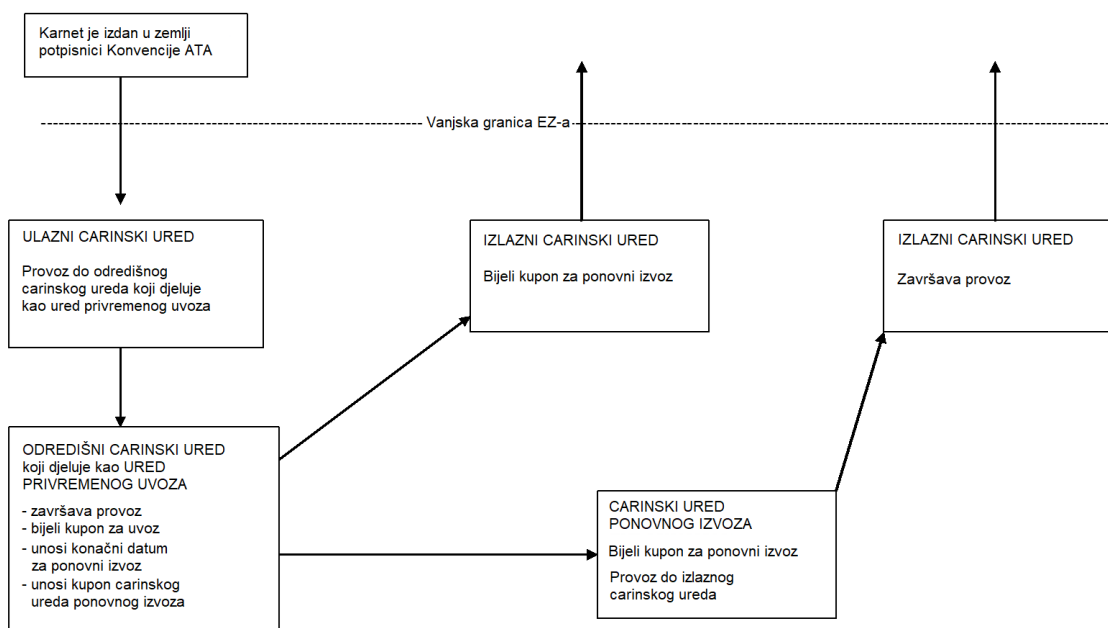 Karnet je izdan u zemlji
potpisnici Konvencije ATA
Vanjska granica EZ-a
ULAZNI CARINSKI URED
Provoz do odredišnog
carinskog ureda koji djeluje
kao ured privremenog uvoza
IZLAZNI CARINSKI URED
Bijeli kupon za ponovni izvoz
IZLAZNI CARINSKI URED
Završava provoz
ODREDIŠNI CARINSKI URED
koji djeluje kao URED
PRIVREMENOG UVOZA
- završava provoz
- bijeli kupon za uvoz
- unosi konačni datum
za ponovni izvoz
- unosi kupon carinskog
ureda ponovnog izvoza
CARINSKI URED
PONOVNOG IZVOZA
Bijeli kupon za ponovni izvoz
Provoz do izlaznog
carinskog ureda